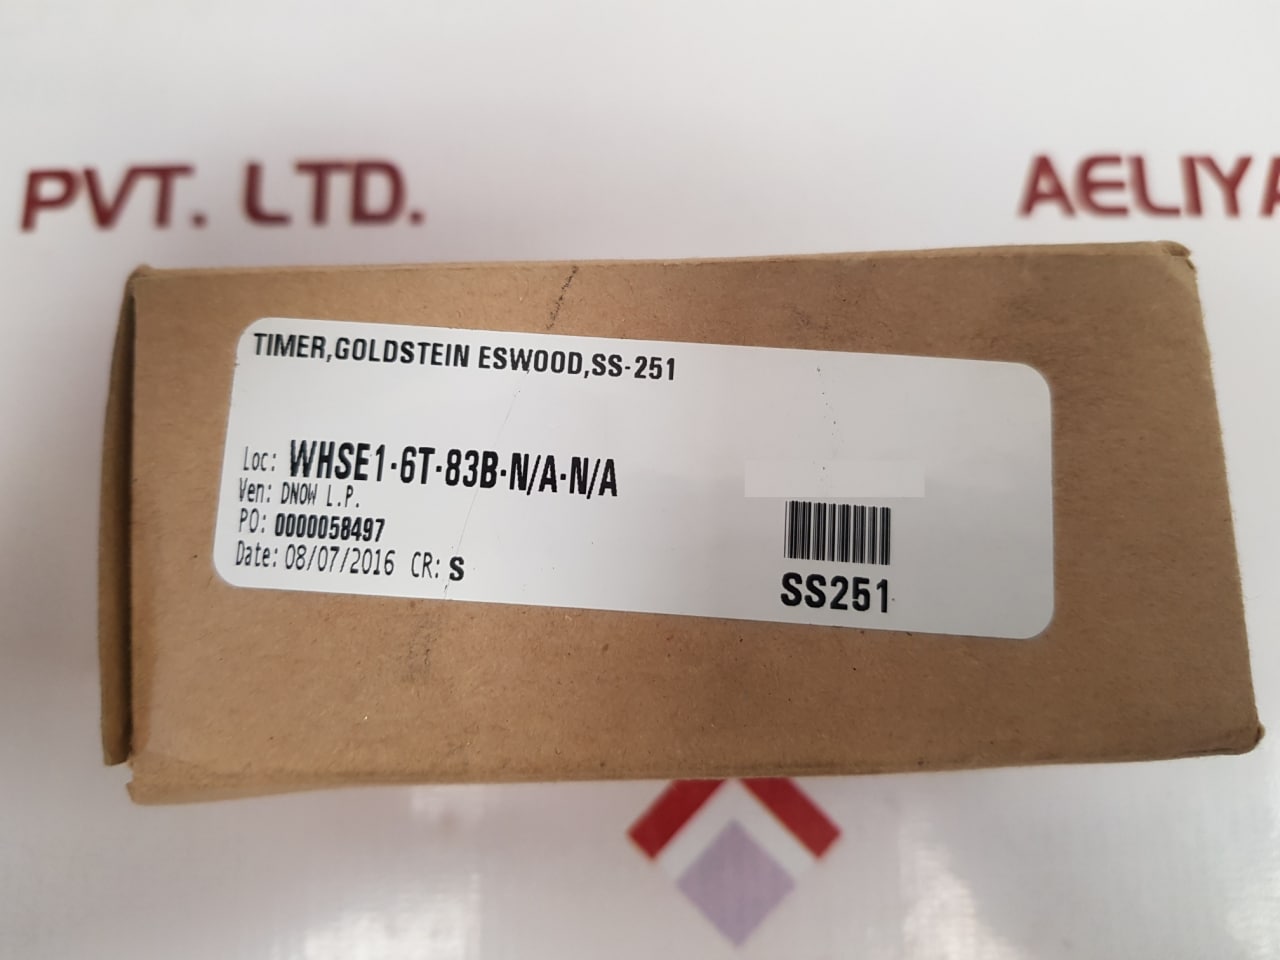 PVT. LTD.
AELIYA
TIMER,GOLDSTEIN ESWOOD,SS-251
Loc: WHSE1-6T-83B-N/A-N/A
Ven: DNOW L.P.
PO: 0000058497
Date: 08/07/2016 CR: S
SS251